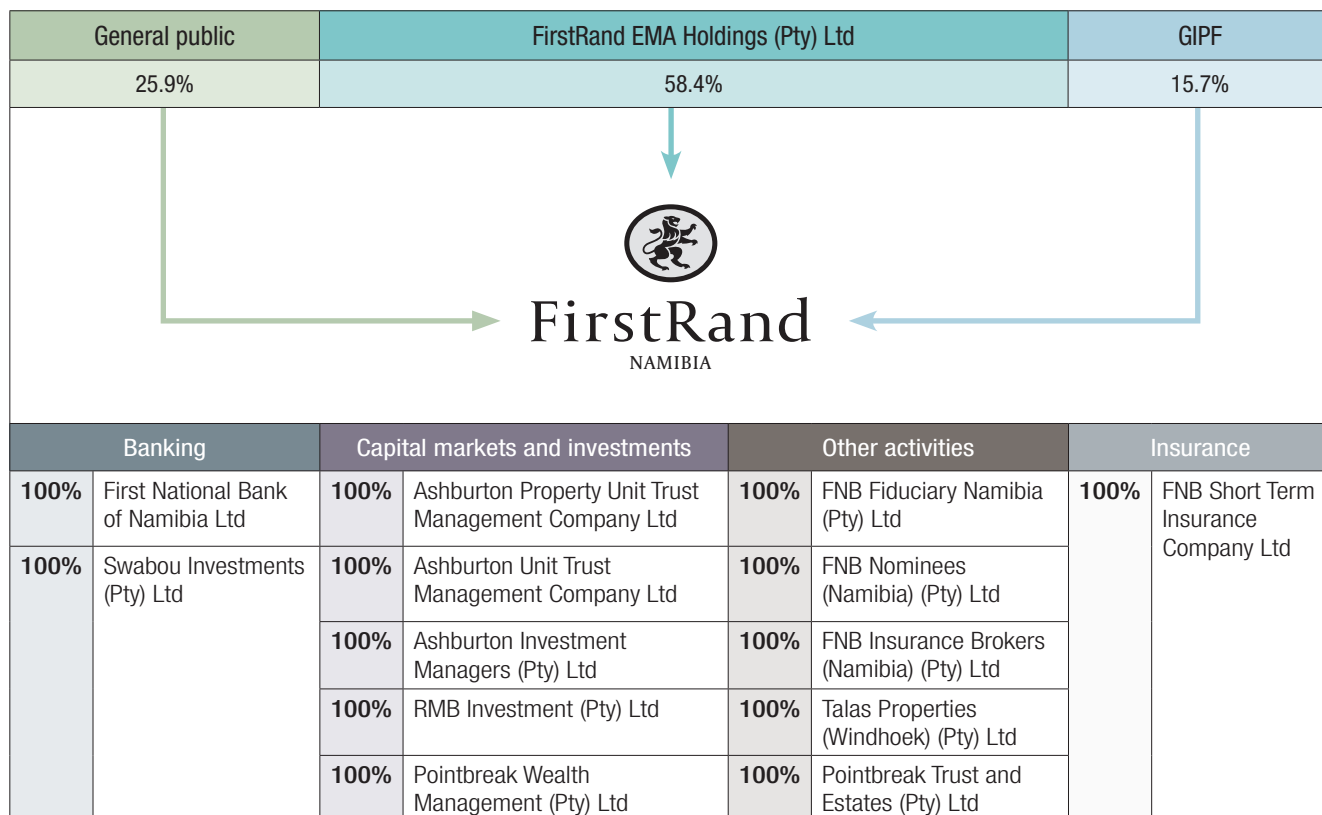 General public
FirstRand EMA Holdings (Pty) Ltd
GIPF
25.9%
58.4%
15.7%
FirstRand
NAMIBIA
Banking
100%
First National Bank
of Namibia Ltd
100%
Swabou Investments
(Pty) Ltd
Capital markets and investments
100%
Ashburton Property Unit Trust
Management Company Ltd
100%
Ashburton Unit Trust
Management Company Ltd
100%
Ashburton Investment
Managers (Pty) Ltd
100%
RMB Investment (Pty) Ltd
100%
Pointbreak Wealth
Management (Pty) Ltd
Other activities
100%
FNB Fiduciary Namibia
(Pty) Ltd
100%
FNB Nominees
(Namibia) (Pty) Ltd
100%
FNB Insurance Brokers
(Namibia) (Pty) Ltd
100%
Talas Properties
(Windhoek) (Pty) Ltd
100%
Pointbreak Trust and
Estates (Pty) Ltd
Insurance
100%
FNB Short Term
Insurance
Company Ltd